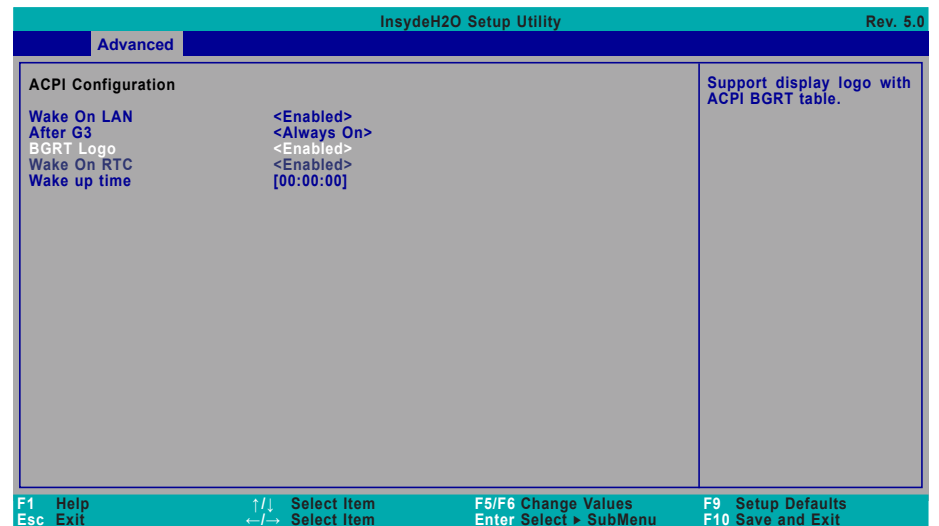 InsydeH2O Setup Utility Rev. 5.0
Advanced
ACPI Configuration
Wake On LAN <Enabled>
After G3 <Always On>
BGRT Logo <Enabled>
Wake On RTC <Enabled>
Wake up time [00:00:00]
Support display logo with
ACPI BGRT table.
F1 Help ↑/↓ Select Item F5/F6 Change Values F9 Setup Defaults
Esc Exit ←/→ Select Item Enter Select ▶ SubMenu F10 Save and Exit